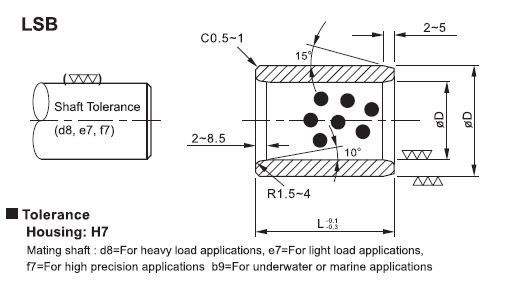 LSB
C0.5~1
2~5
15°
Shaft Tolerance
(d8, e7, f7)
2~8.5
10°
øD
øD
R1.5~4
L -0.1 -0.3
Tolerance
Housing: H7
Mating shaft : d8=For heavy load applications, e7=For light load applications,
f7=For high precision applications b9=For underwater or marine applications